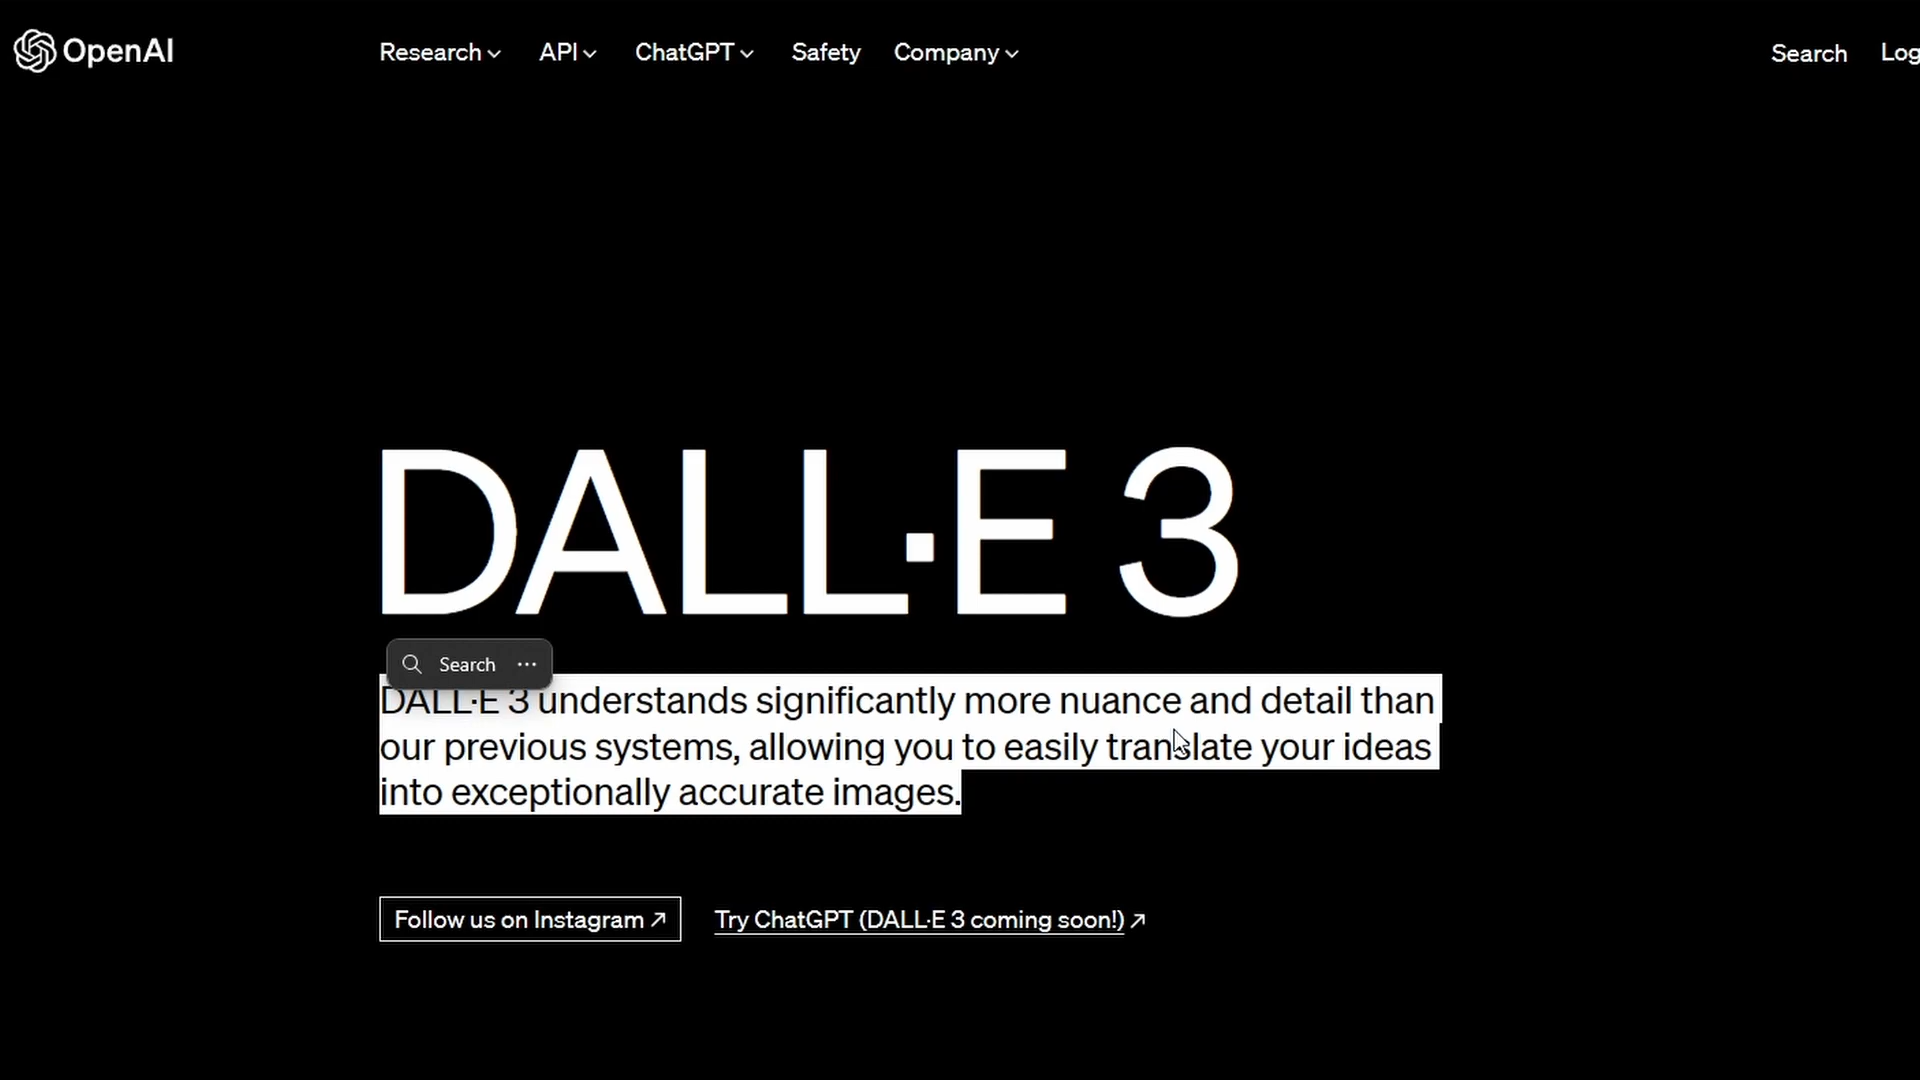 OpenAI
Research
API
ChatGPT
Safety
Company
Search
Log
DALL·E 3
Search
DALL·E 3 understands significantly more nuance and detail than
our previous systems, allowing you to easily translate your ideas
into exceptionally accurate images.
Follow us on Instagram ↗
Try ChatGPT (DALL·E 3 coming soon!) ↗